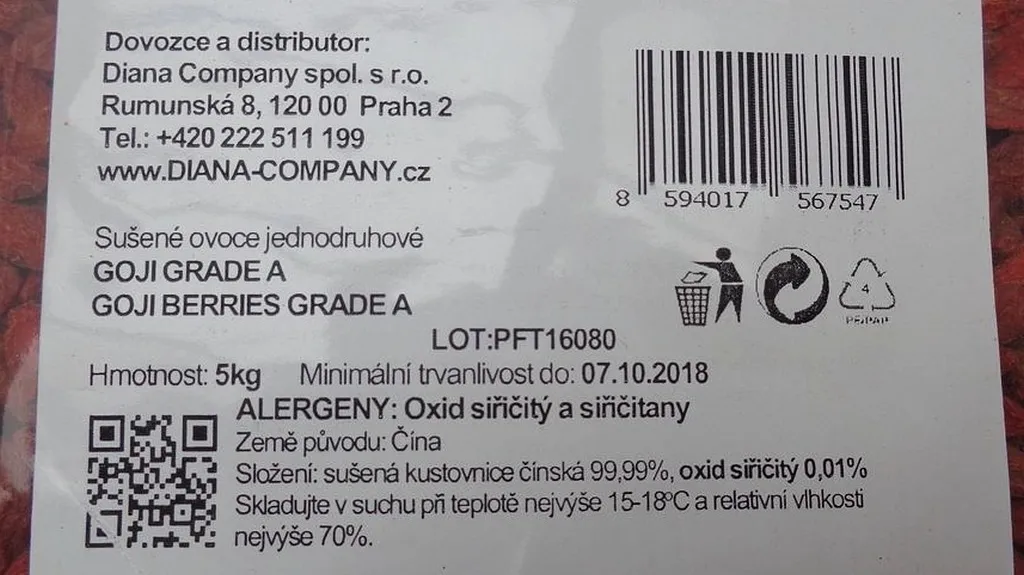 Dovozce a distributor:
Diana Company spol. s r.o.
Rumunská 8, 120 00 Praha 2
Tel.: +420 222 511 199
www.DIANA-COMPANY.cz
8 594017 567547
Sušené ovoce jednodruhové
GOJI GRADE A
GOJI BERRIES GRADE A
4
PE/PAP
LOT:PFT16080
Hmotnost: 5kg Minimální trvanlivost do: 07.10.2018
ALERGENY: Oxid siřičitý a siřičitany
Země původu: Čína
Složení: sušená kustovnice čínská 99,99%, oxid siřičitý 0,01%
Skladujte v suchu při teplotě nejvýše 15-18°C a relativní vlhkosti
nejvýše 70%.